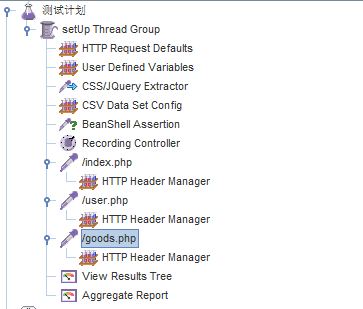 测试计划
setUp Thread Group
HTTP Request Defaults
User Defined Variables
CSS/JQuery Extractor
CSV Data Set Config
BeanShell Assertion
Recording Controller
/index.php
HTTP Header Manager
/user.php
HTTP Header Manager
/goods.php
HTTP Header Manager
View Results Tree
Aggregate Report